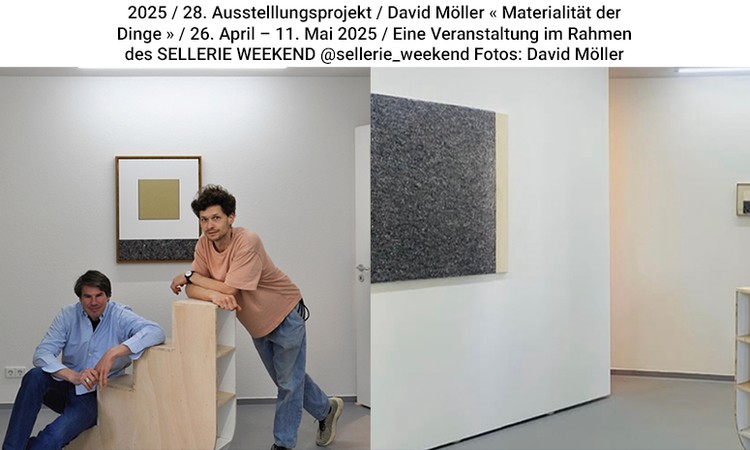 2025 / 28. Ausstelllungsprojekt / David Möller « Materialität der
Dinge » / 26. April – 11. Mai 2025 / Eine Veranstaltung im Rahmen
des SELLERIE WEEKEND @sellerie_weekend Fotos: David Möller